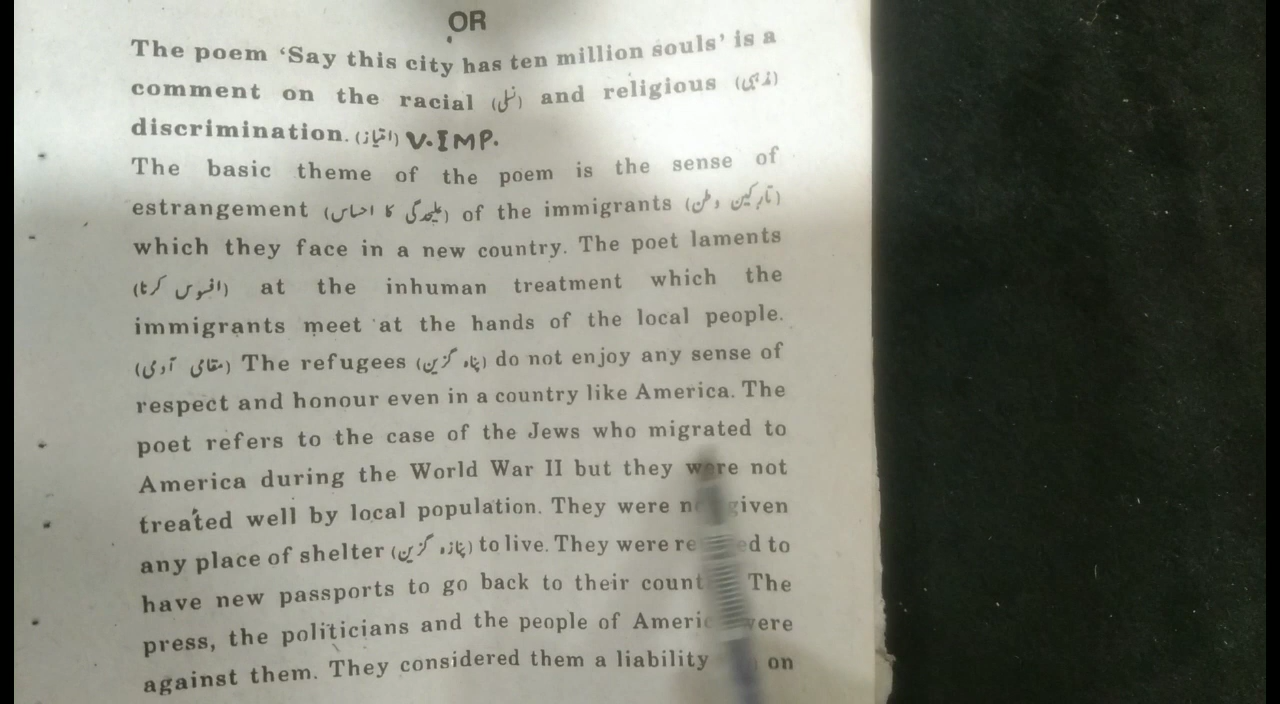 OR
The poem ‘Say this city has ten million souls’ is a
comment on the racial (نسلی) and religious (مذہبی)
discrimination. (امتیاز) V.IMP.
The basic theme of the poem is the sense of
estrangement (علیحدگی کا احساس) of the immigrants (تارکین وطن)
which they face in a new country. The poet laments
(افسوس کرنا) at the inhuman treatment which the
immigrants meet at the hands of the local people.
(مقامی آدمی) The refugees (پناہ گزین) do not enjoy any sense of
respect and honour even in a country like America. The
poet refers to the case of the Jews who migrated to
America during the World War II but they were not
treated well by local population. They were given
any place of shelter (پناہ گزین) to live. They were to
have new passports to go back to their The
press, the politicians and the people of were
against them. They considered them a liability on